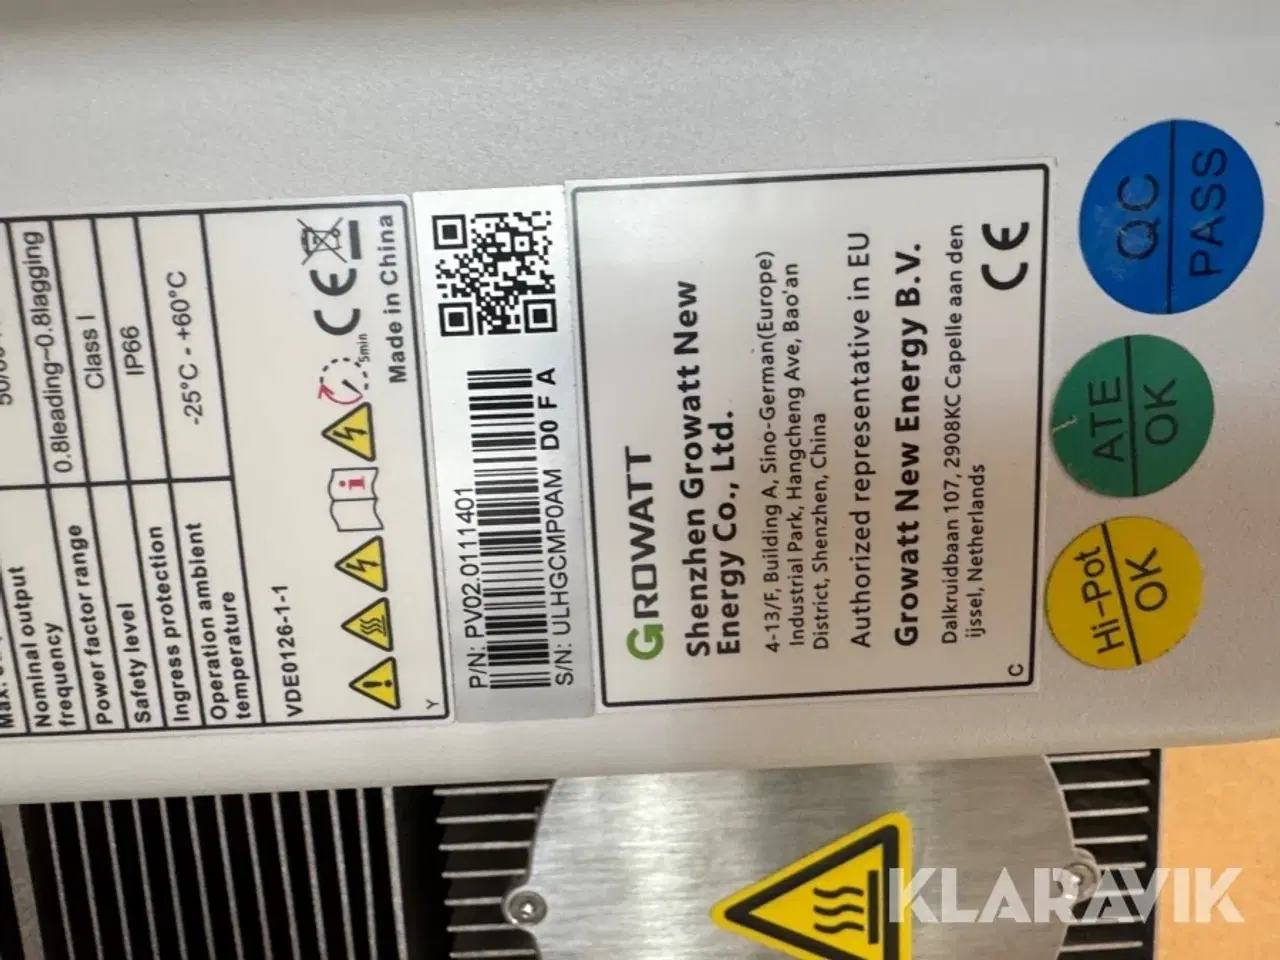 Max.
50/60
Nominal output
frequency
Power factor range
0.8leading~0.8lagging
Safety level
Class I
Ingress protection
IP66
Operation ambient
temperature
-25°C - +60°C
VDE0126-1-1
5min
Made in China
Y
P/N: PV02.0111401
S/N: ULHGCMP0AM D0 F A
GROWATT
Shenzhen Growatt New
Energy Co., Ltd.
4-13/F, Building A, Sino-German(Europe)
Industrial Park, Hangcheng Ave, Bao'an
District, Shenzhen, China
Authorized representative in EU
Growatt New Energy B.V.
Dalkruidbaan 107, 2908KC Capelle aan den
ijssel, Netherlands
C
CE
Hi-Pot
OK
ATE
OK
QC
PASS
KLARAVIK